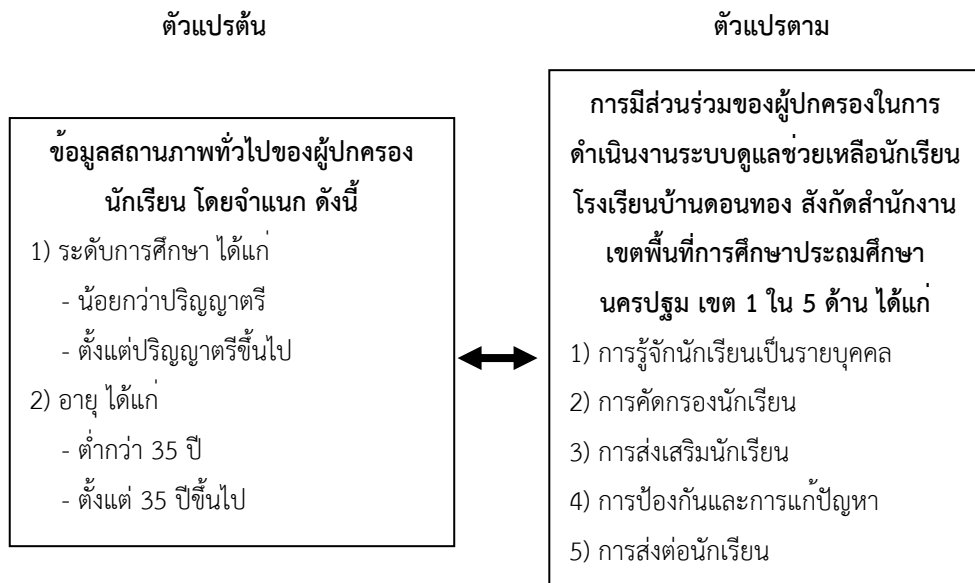 ตัวแปรต้น
ข้อมูลสถานภาพทั่วไปของผู้ปกครอง
นักเรียน โดยจำแนก ดังนี้
1) ระดับการศึกษา ได้แก่
- น้อยกว่าปริญญาตรี
- ตั้งแต่ปริญญาตรีขึ้นไป
2) อายุ ได้แก่
- ต่ำกว่า 35 ปี
- ตั้งแต่ 35 ปีขึ้นไป
ตัวแปรตาม
การมีส่วนร่วมของผู้ปกครองในการ
ดำเนินงานระบบดูแลช่วยเหลือนักเรียน
โรงเรียนบ้านดอนทอง สังกัดสำนักงาน
เขตพื้นที่การศึกษาประถมศึกษา
นครปฐม เขต 1 ใน 5 ด้าน ได้แก่
1) การรู้จักนักเรียนเป็นรายบุคคล
2) การคัดกรองนักเรียน
3) การส่งเสริมนักเรียน
4) การป้องกันและการแก้ปัญหา
5) การส่งต่อนักเรียน